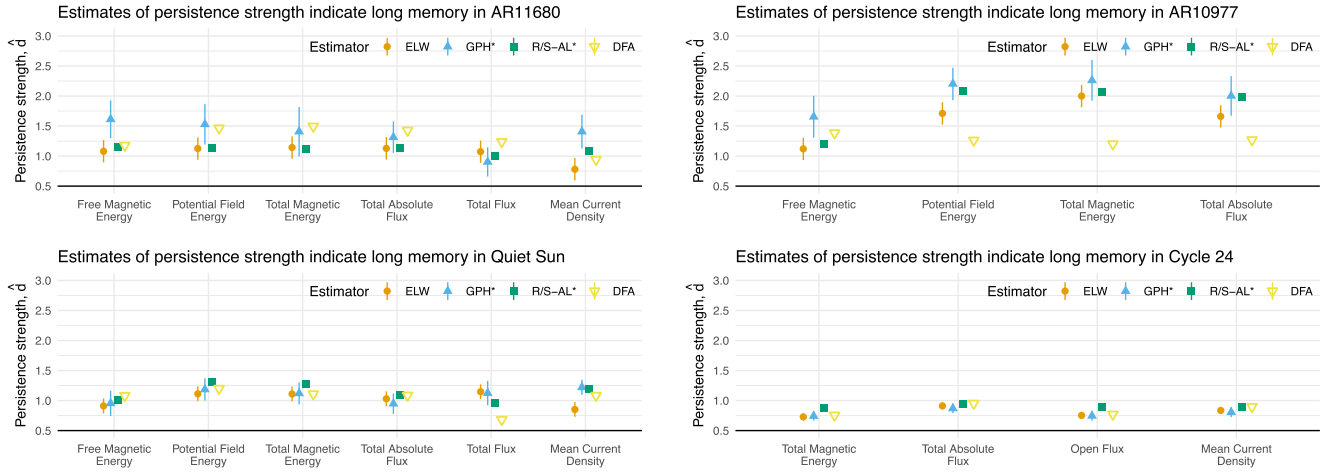 Estimates of persistence strength indicate long memory in AR11680
Persistence strength, d̂
3.0
2.5
2.0
1.5
1.0
0.5
Estimator ELW GPH* R/S−AL* DFA
Free Magnetic
Energy
Potential Field
Energy
Total Magnetic
Energy
Total Absolute
Flux
Total Flux
Mean Current
Density
Estimates of persistence strength indicate long memory in AR10977
Persistence strength, d̂
3.0
2.5
2.0
1.5
1.0
0.5
Estimator ELW GPH* R/S−AL* DFA
Free Magnetic
Energy
Potential Field
Energy
Total Magnetic
Energy
Total Absolute
Flux
Estimates of persistence strength indicate long memory in Quiet Sun
Persistence strength, d̂
3.0
2.5
2.0
1.5
1.0
0.5
Estimator ELW GPH* R/S−AL* DFA
Free Magnetic
Energy
Potential Field
Energy
Total Magnetic
Energy
Total Absolute
Flux
Total Flux
Mean Current
Density
Estimates of persistence strength indicate long memory in Cycle 24
Persistence strength, d̂
3.0
2.5
2.0
1.5
1.0
0.5
Estimator ELW GPH* R/S−AL* DFA
Total Magnetic
Energy
Total Absolute
Flux
Open Flux
Mean Current
Density